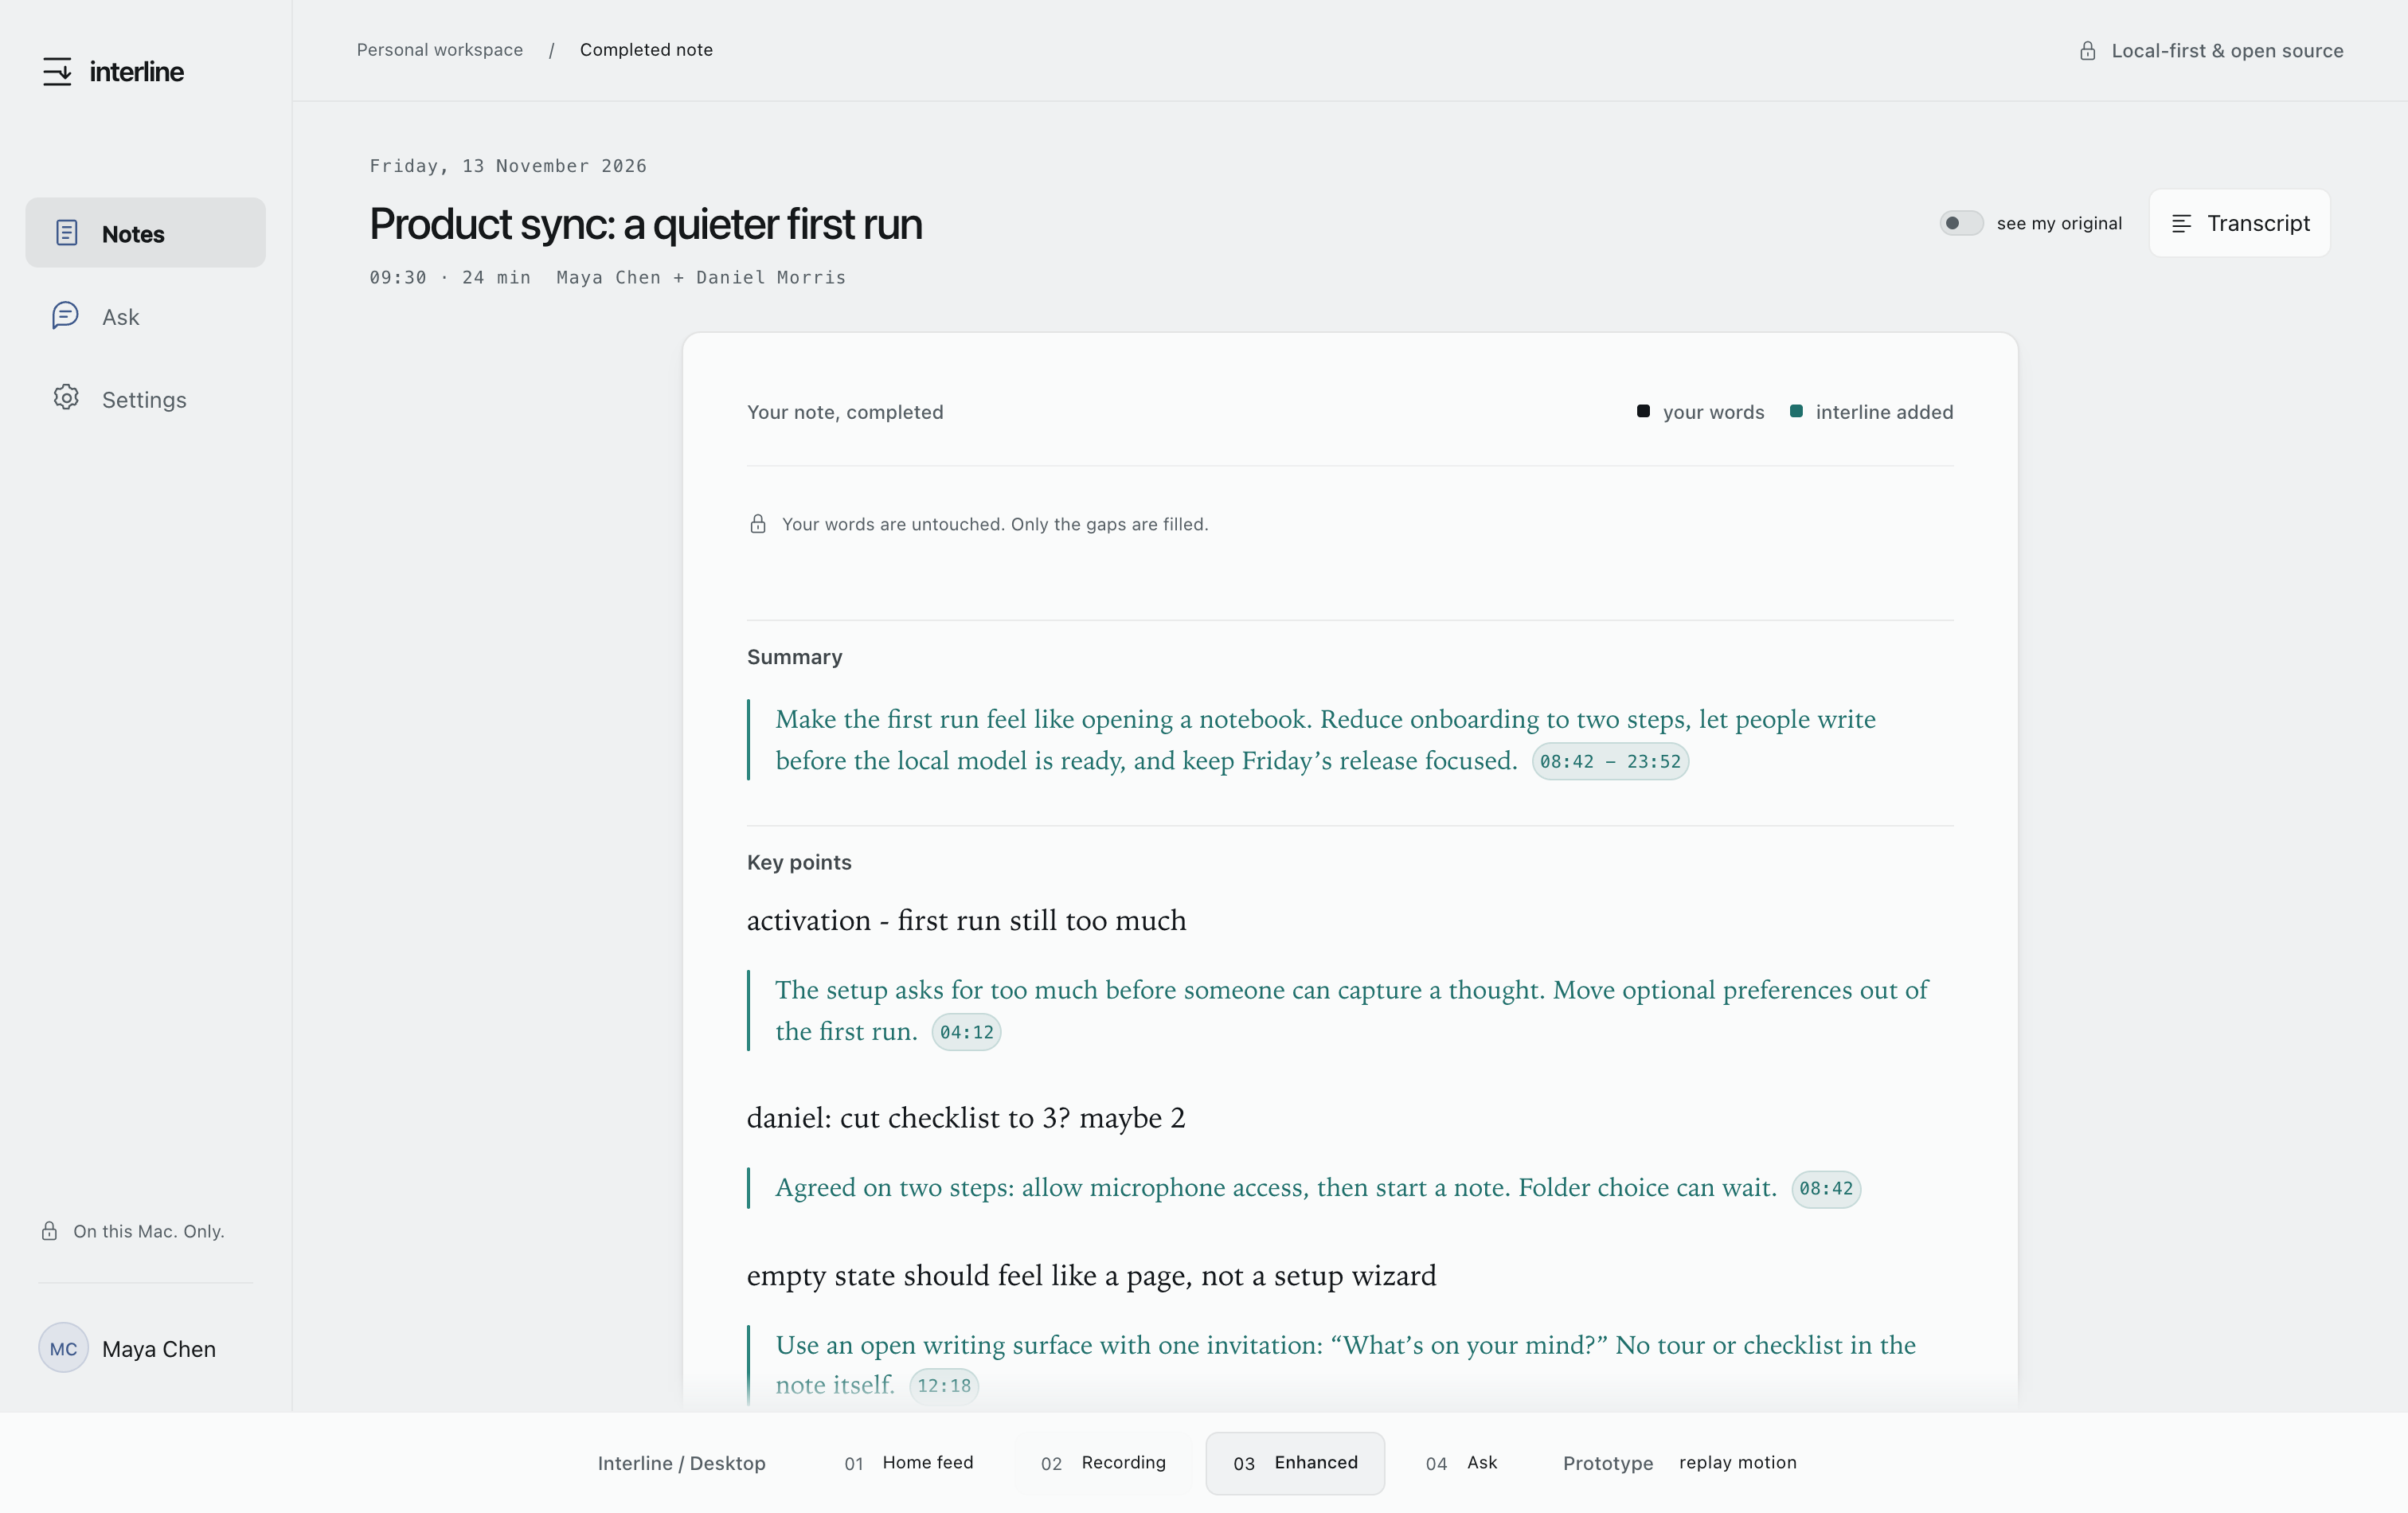 interline
Personal workspace / Completed note
Local-first & open source
Notes
Ask
Settings
Friday, 13 November 2026
Product sync: a quieter first run
09:30 · 24 min Maya Chen + Daniel Morris
see my original
Transcript
Your note, completed
your words
interline added
Your words are untouched. Only the gaps are filled.
Summary
Make the first run feel like opening a notebook. Reduce onboarding to two steps, let people write
before the local model is ready, and keep Friday’s release focused. 08:42 – 23:52
Key points
activation - first run still too much
The setup asks for too much before someone can capture a thought. Move optional preferences out of
the first run. 04:12
daniel: cut checklist to 3? maybe 2
Agreed on two steps: allow microphone access, then start a note. Folder choice can wait. 08:42
empty state should feel like a page, not a setup wizard
Use an open writing surface with one invitation: “What’s on your mind?” No tour or checklist in the
note itself. 12:18
On this Mac. Only.
MC Maya Chen
Interline / Desktop 01 Home feed 02 Recording 03 Enhanced 04 Ask Prototype replay motion